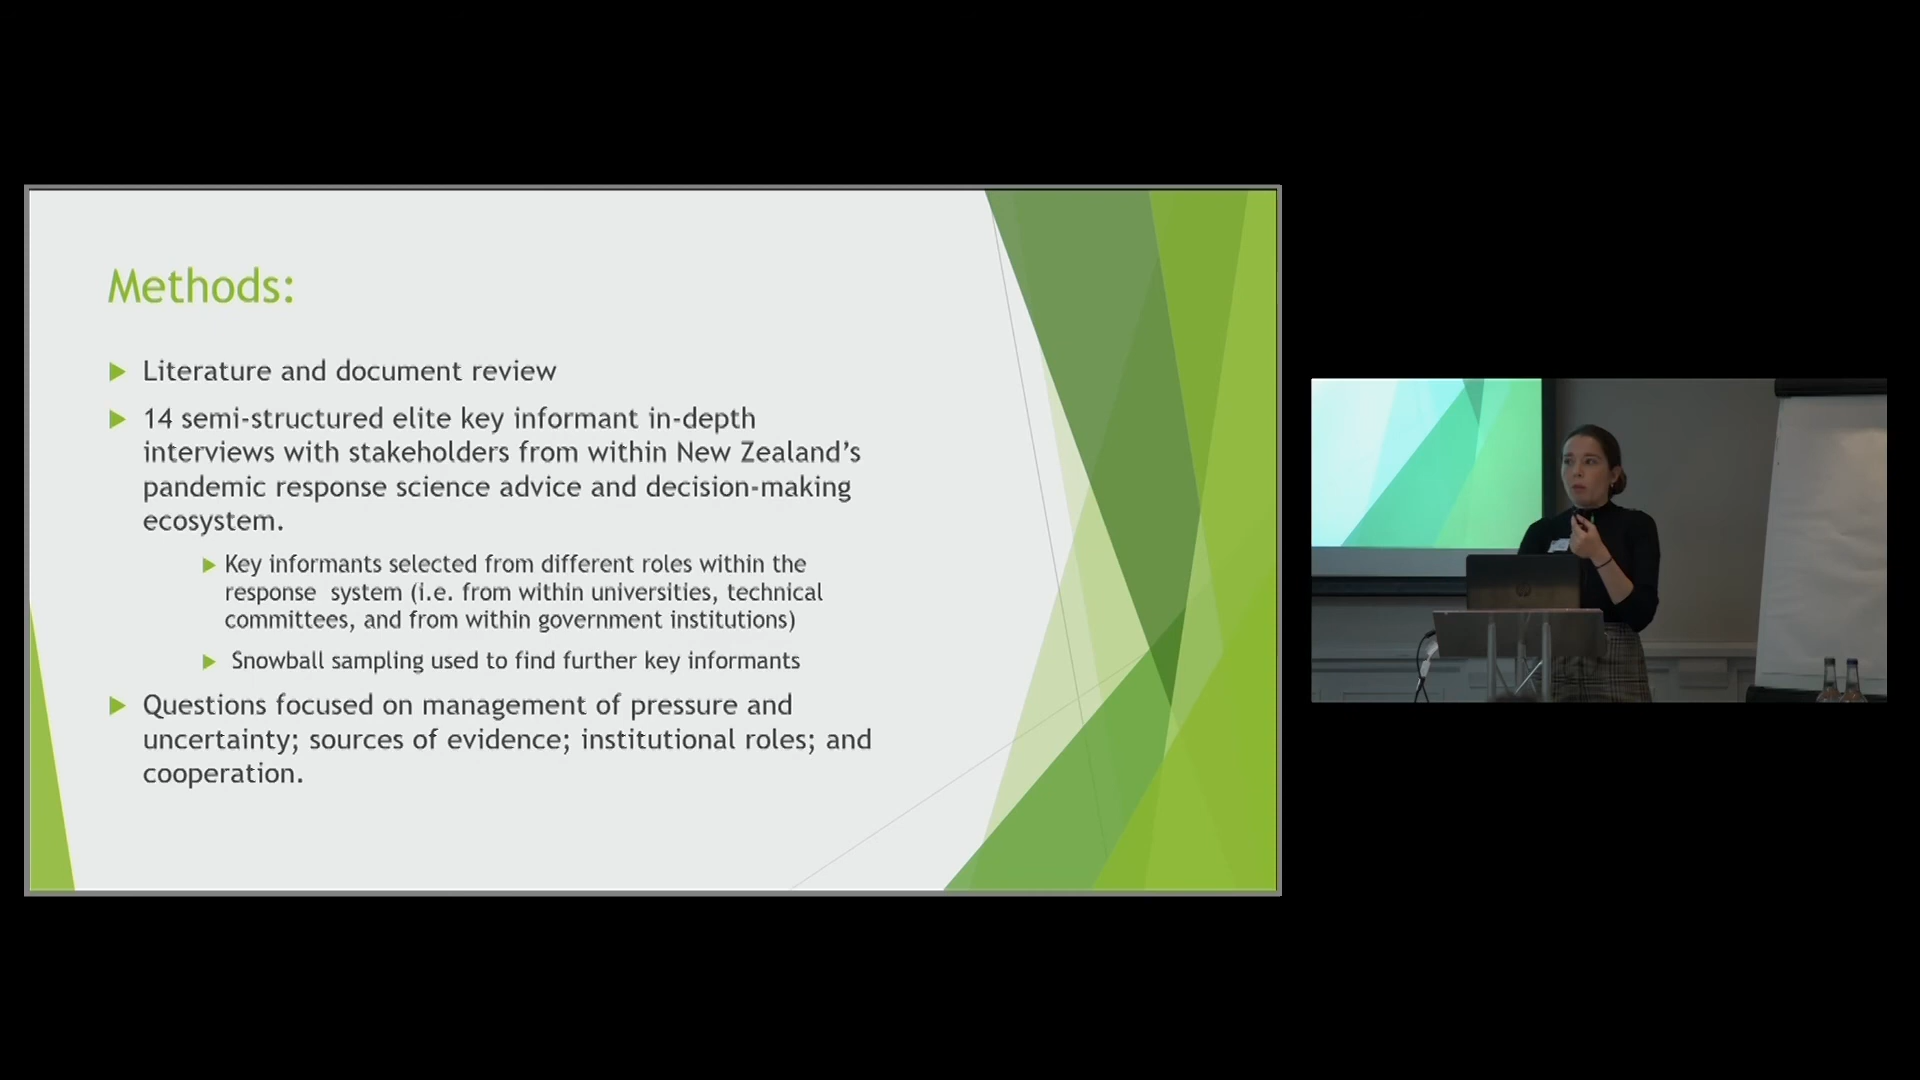 Methods:
Literature and document review
14 semi-structured elite key informant in-depth
interviews with stakeholders from within New Zealand’s
pandemic response science advice and decision-making
ecosystem.
Key informants selected from different roles within the
response  system (i.e. from within universities, technical
committees, and from within government institutions)
Snowball sampling used to find further key informants
Questions focused on management of pressure and
uncertainty; sources of evidence; institutional roles; and
cooperation.